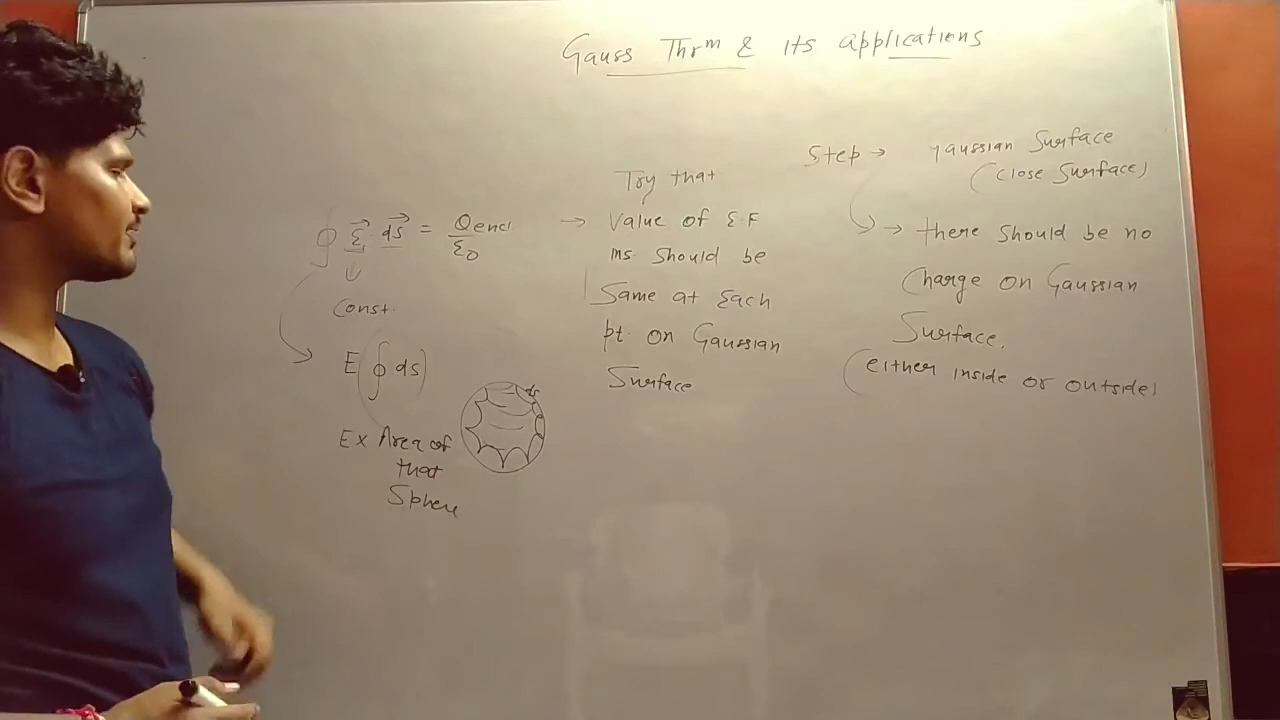 Gauss Thrm & its applications
∮ E⃗ · ds⃗ = Qencl / ε0
↓
Const.
E(∮ ds)
E x Area of
that
Sphere
ds
→ Try that
Value of E.F
ms. should be
Same at Each
pt. on Gaussian
Surface
Step → gaussian Surface
(Close Surface)
→ there should be no
Charge on Gaussian
Surface.
(either inside or outside)